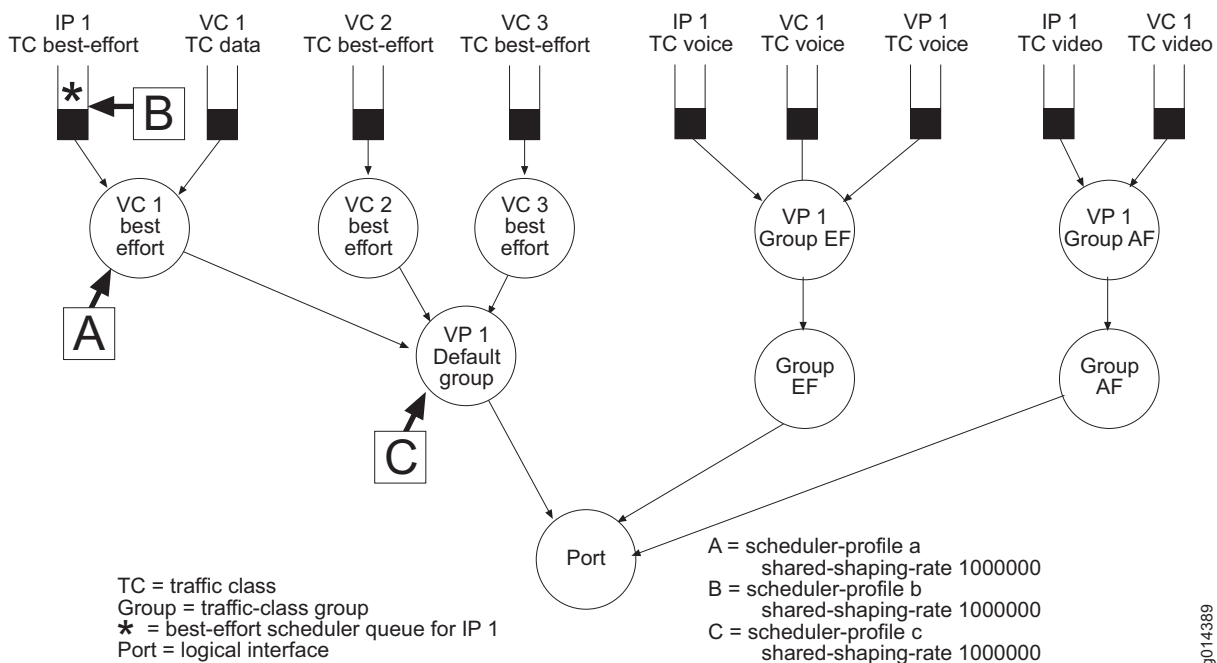 IP 1
TC best-effort
VC 1
TC data
VC 2
TC best-effort
VC 3
TC best-effort
IP 1
TC voice
VC 1
TC voice
VP 1
TC voice
IP 1
TC video
VC 1
TC video
*
B
VC 1
best
effort
VC 2
best
effort
VC 3
best
effort
VP 1
Group EF
VP 1
Group AF
A
VP 1
Default
group
Group
EF
Group
AF
C
Port
TC = traffic class
Group = traffic-class group
* = best-effort scheduler queue for IP 1
Port = logical interface
A = scheduler-profile a
shared-shaping-rate 1000000
B = scheduler-profile b
shared-shaping-rate 1000000
C = scheduler-profile c
shared-shaping-rate 1000000
g014389